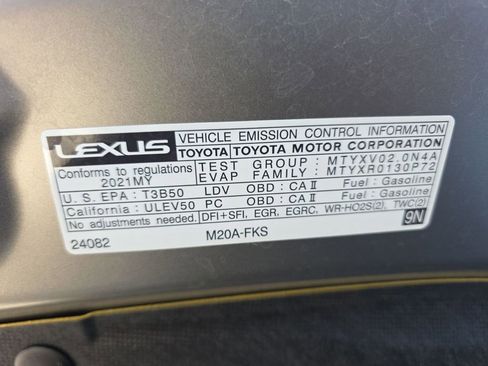 LEXUS VEHICLE EMISSION CONTROL INFORMATION
TOYOTA TOYOTA MOTOR CORPORATION
Conforms to regulations TEST GROUP : MTYXV02.0N4A
2021MY EVAP FAMILY : MTYXR0130P72
U.S. EPA : T3B50 LDV OBD : CA II Fuel : Gasoline
California : ULEV50 PC OBD : CA II Fuel : Gasoline
No adjustments needed. DFI+SFI, EGR, EGRC, WR-HO2S(2), TWC(2) 9N
24082 M20A-FKS